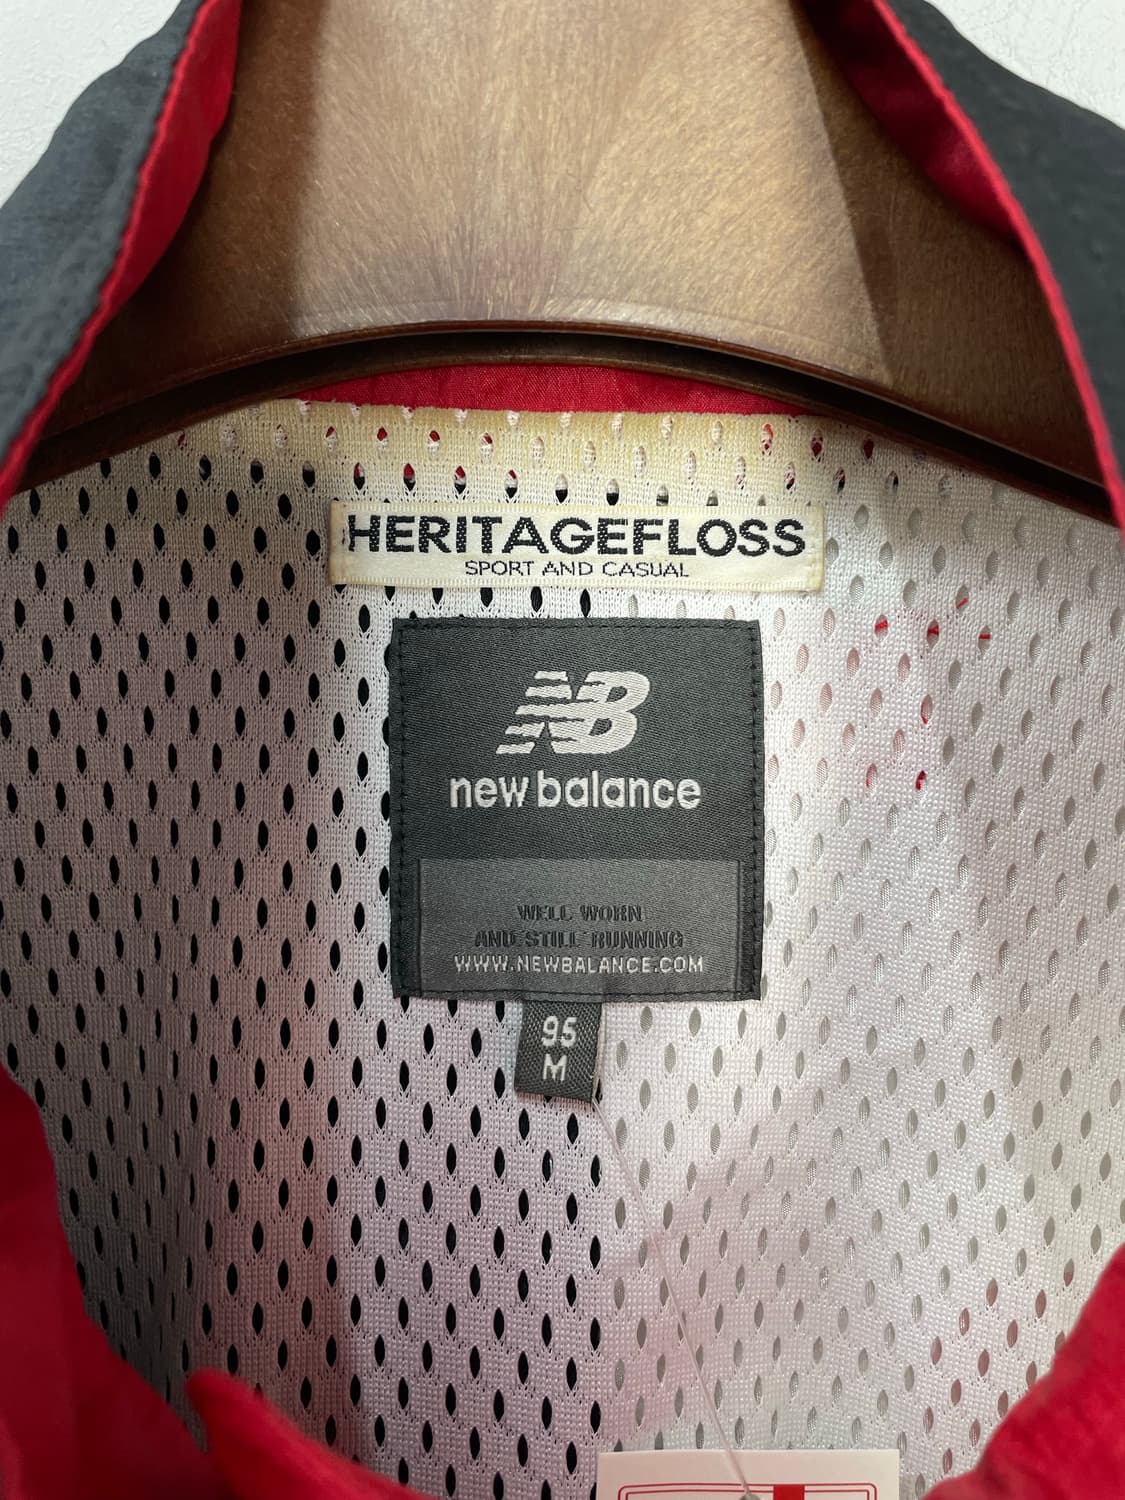 HERITAGEFLOSS
SPORT AND CASUAL
NB
new balance
WELL WORN
AND STILL RUNNING
WWW.NEWBALANCE.COM
95
M